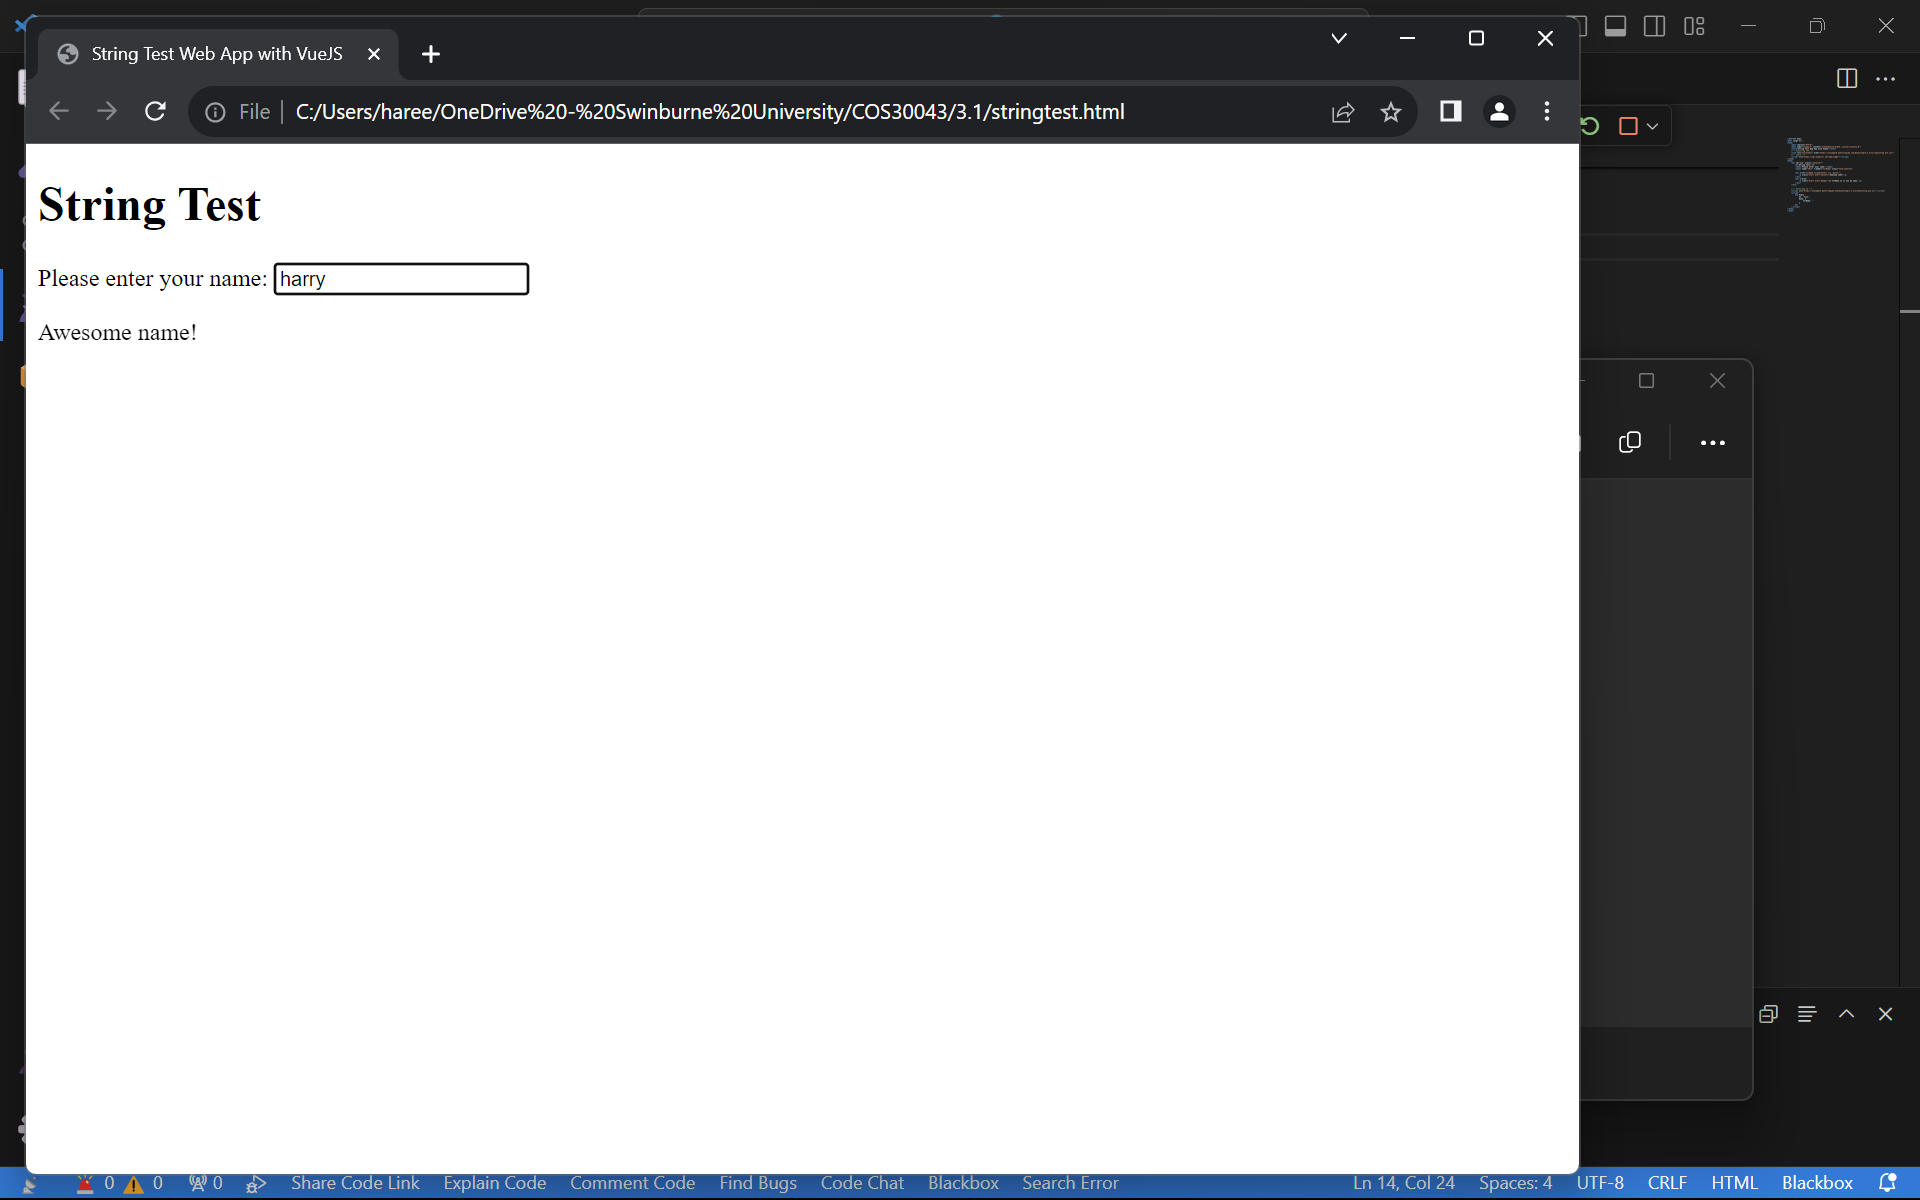 String Test Web App with VueJS
File
C:/Users/haree/OneDrive%20-%20Swinburne%20University/COS30043/3.1/stringtest.html
String Test
Please enter your name: harry
Awesome name!
0 0 0 Share Code Link Explain Code Comment Code Find Bugs Code Chat Blackbox Search Error Ln 14, Col 24 Spaces: 4 UTF-8 CRLF HTML Blackbox